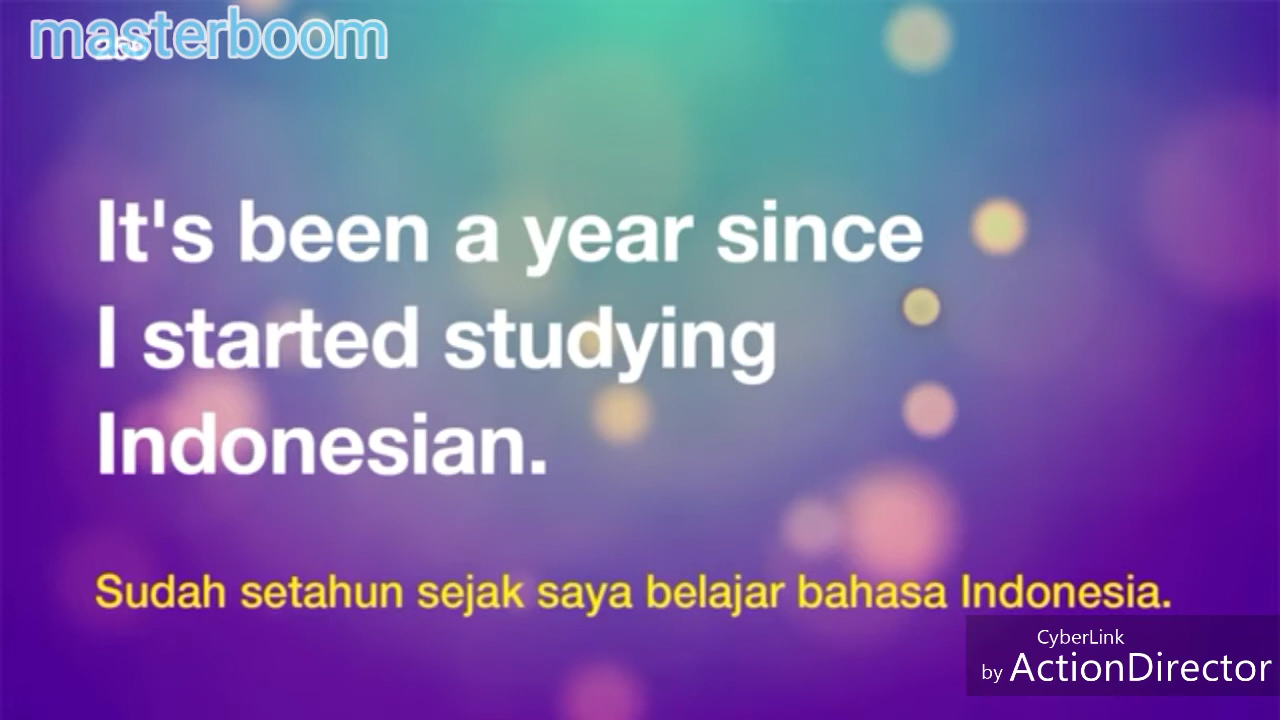 masterboom
It's been a year since
I started studying
Indonesian.
Sudah setahun sejak saya belajar bahasa Indonesia.
CyberLink
by ActionDirector